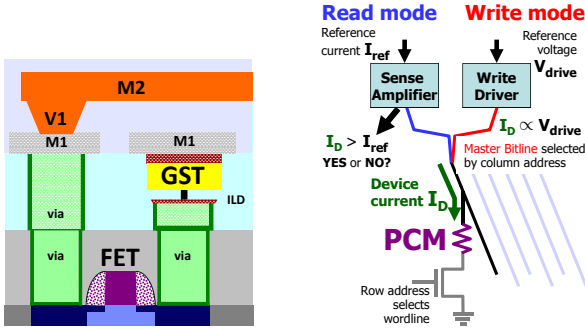 M2
V1
M1
M1
GST
ILD
via
via
FET
via
Read mode
Write mode
Reference
current I_ref
Reference
voltage
V_drive
Sense
Amplifier
Write
Driver
I_D > I_ref
YES or NO?
I_D ∝ V_drive
Master Bitline selected
by column address
Device
current I_D
PCM
Row address
selects
wordline